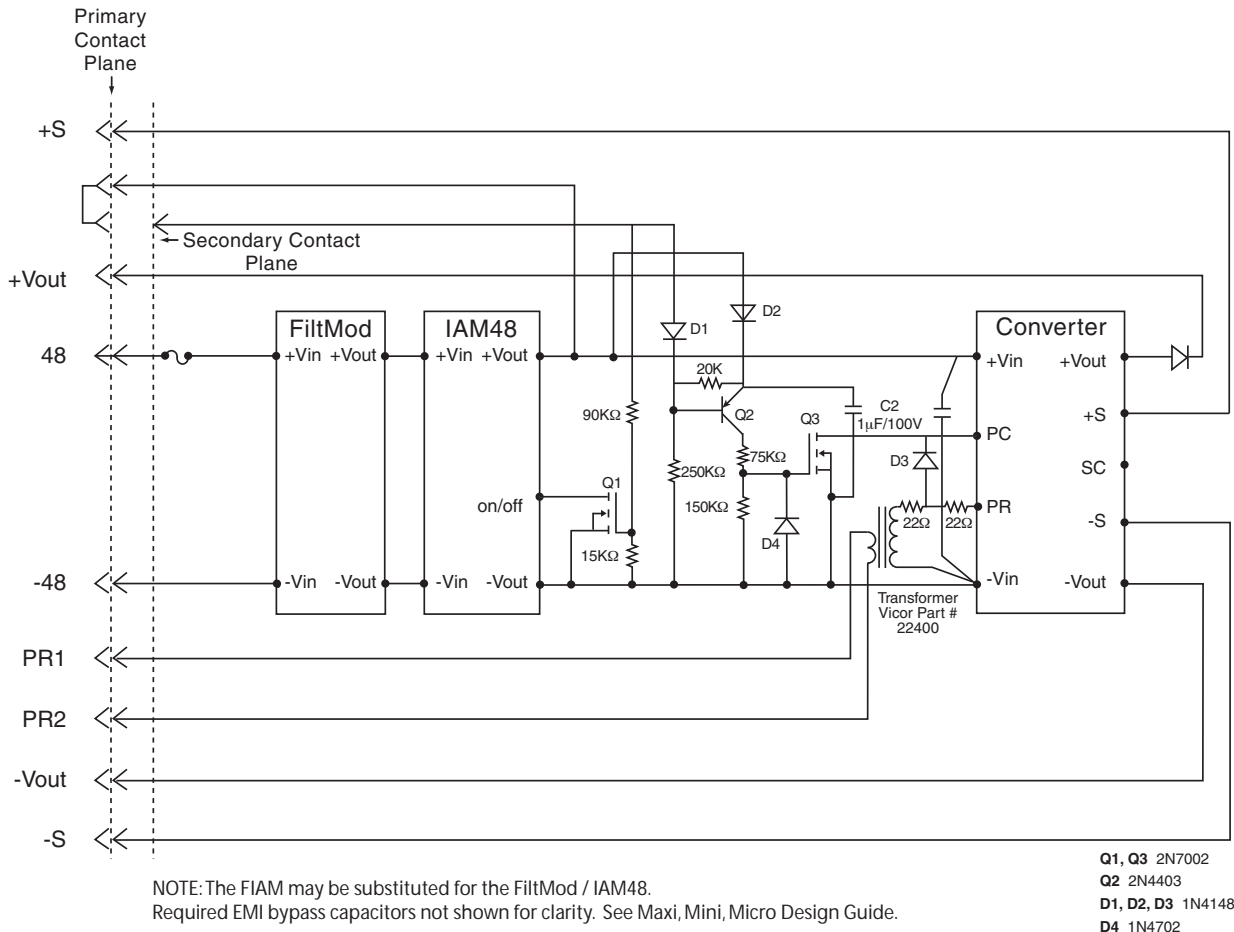 Primary
Contact
Plane
+S
Secondary Contact
Plane
+Vout
D1
D2
FiltMod
IAM48
Converter
48
+Vin +Vout
+Vin +Vout
+Vin
+Vout
20K
Q2
90KΩ
C2
1µF/100V
Q3
+S
PC
D3
75KΩ
250KΩ
SC
Q1
on/off
150KΩ
PR
22Ω
22Ω
-S
D4
15KΩ
-48
-Vin -Vout
-Vin -Vout
-Vin
-Vout
Transformer
Vicor Part #
22400
PR1
PR2
-Vout
-S
NOTE: The FIAM may be substituted for the FiltMod / IAM48.
Required EMI bypass capacitors not shown for clarity. See Maxi, Mini, Micro Design Guide.
Q1, Q3 2N7002
Q2 2N4403
D1, D2, D3 1N4148
D4 1N4702